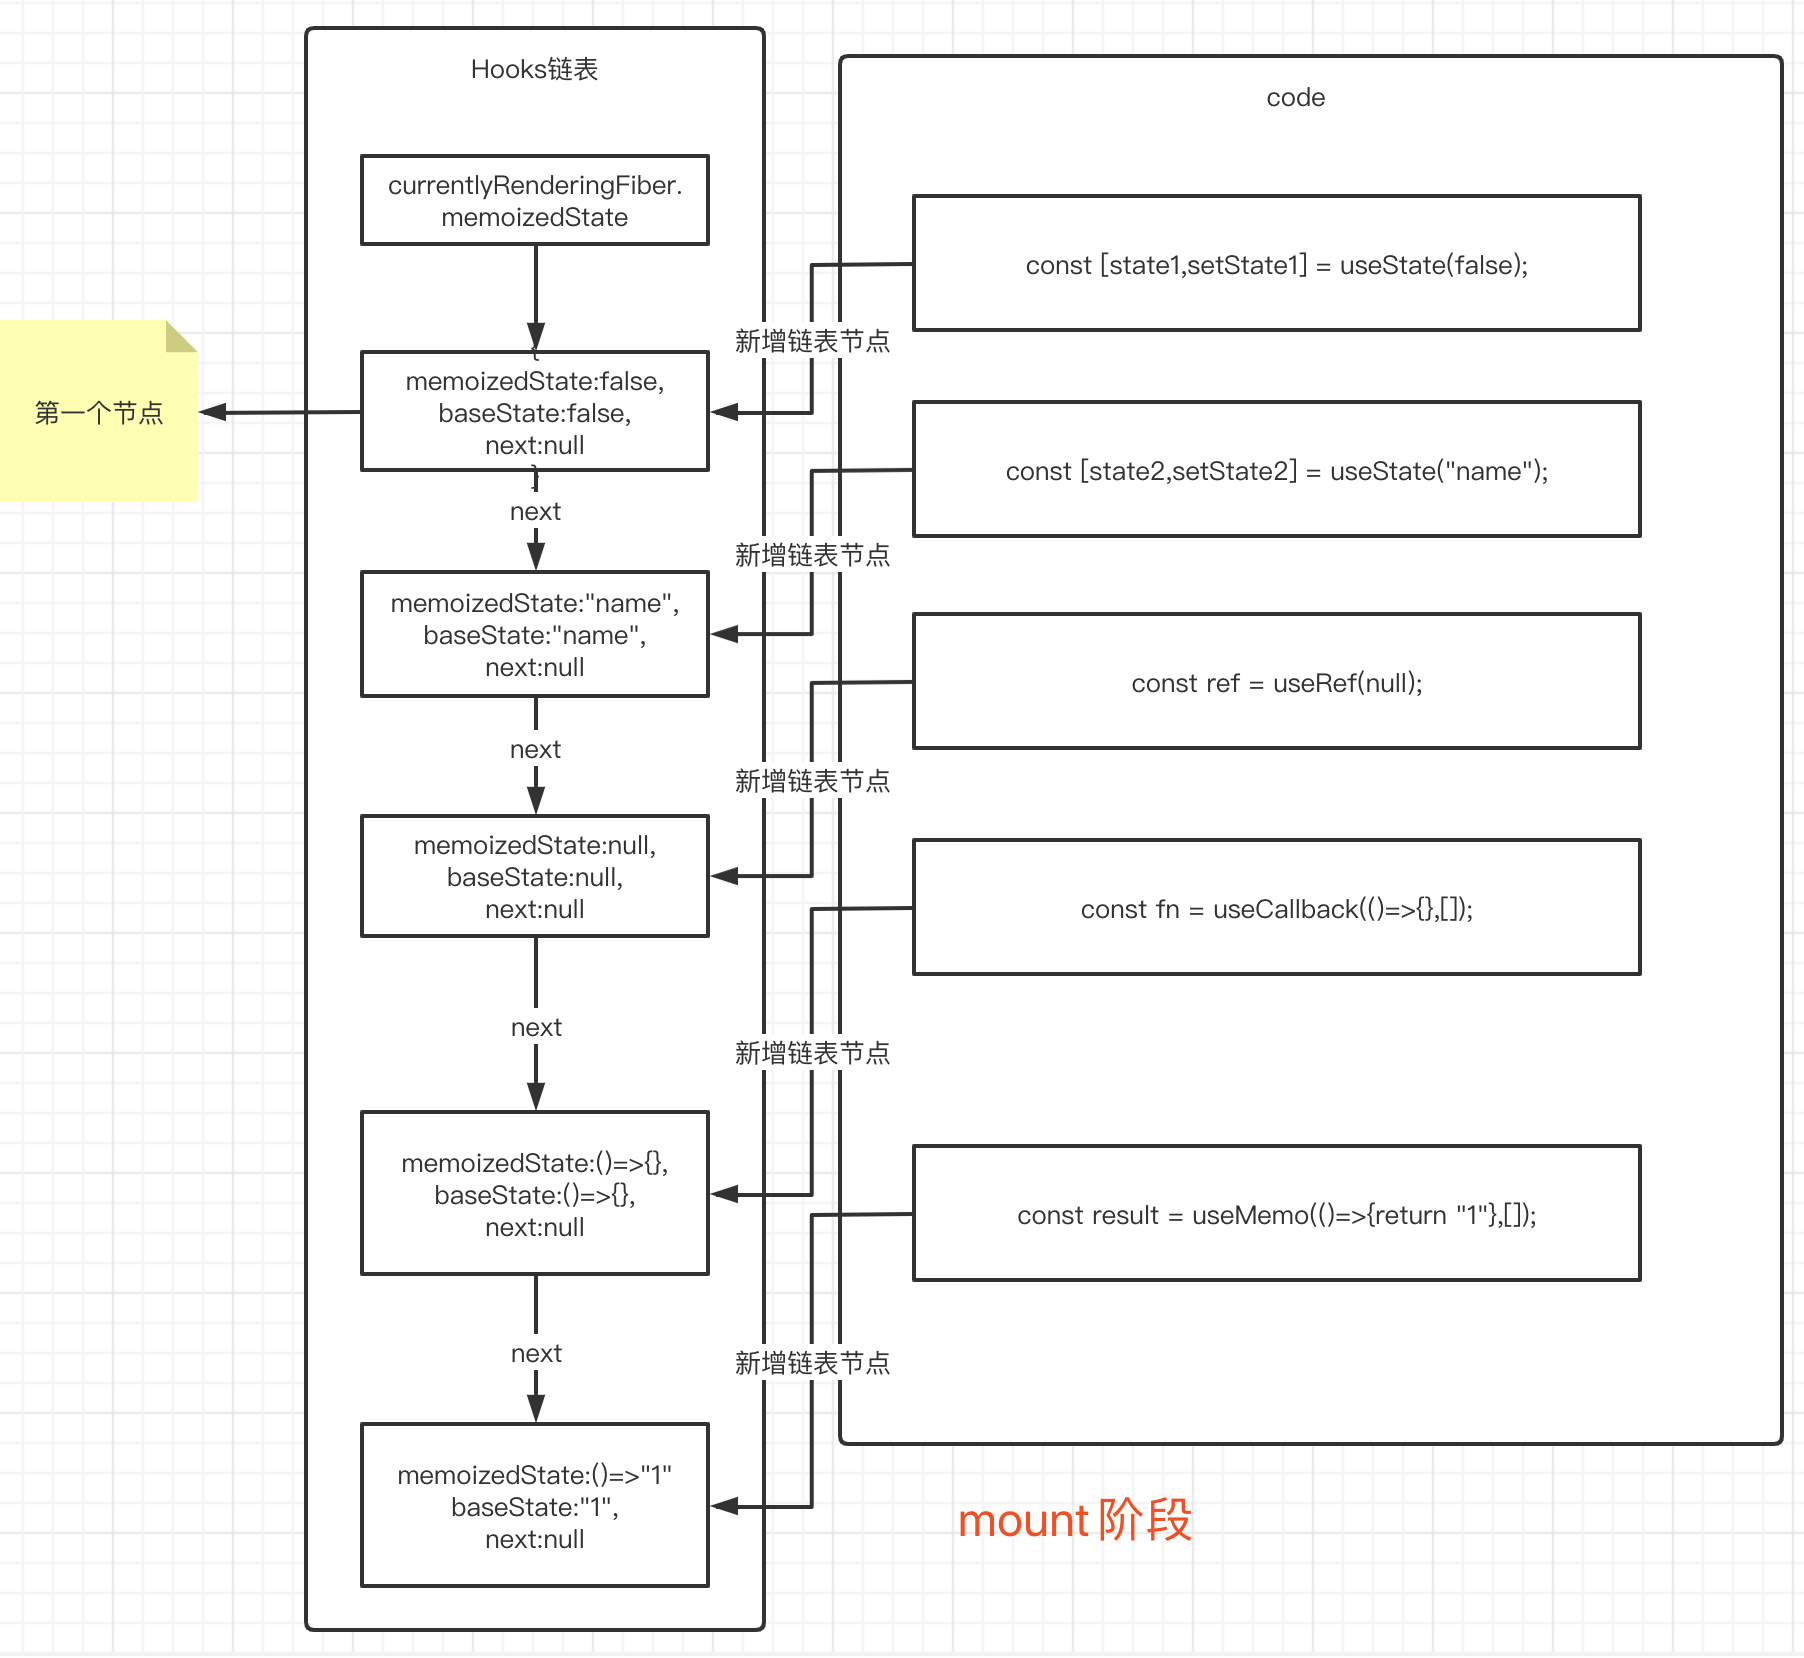 Hooks链表
currentlyRenderingFiber.
memoizedState
第一个节点
{
memoizedState:false,
baseState:false,
next:null
}
next
memoizedState:"name",
baseState:"name",
next:null
next
memoizedState:null,
baseState:null,
next:null
next
memoizedState:()=>{},
baseState:()=>{},
next:null
next
memoizedState:()=>"1"
baseState:"1",
next:null
新增链表节点
新增链表节点
新增链表节点
新增链表节点
新增链表节点
code
const [state1,setState1] = useState(false);
const [state2,setState2] = useState("name");
const ref = useRef(null);
const fn = useCallback(()=>{},[]);
const result = useMemo(()=>{return "1"},[]);
mount 阶段